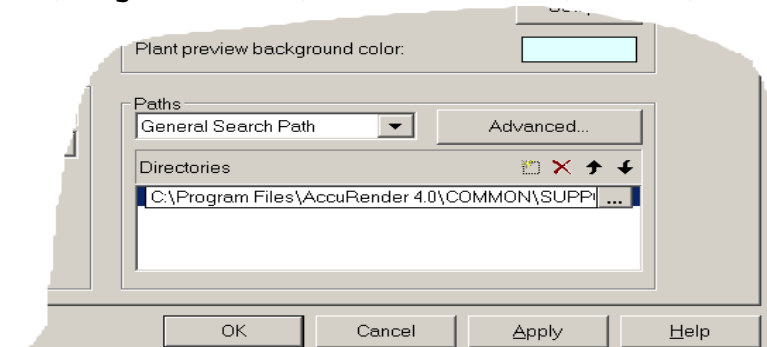 Plant preview background color:
Paths
General Search Path
Advanced...
Directories
C:\Program Files\AccuRender 4.0\COMMON\SUPP
...
OK
Cancel
Apply
Help